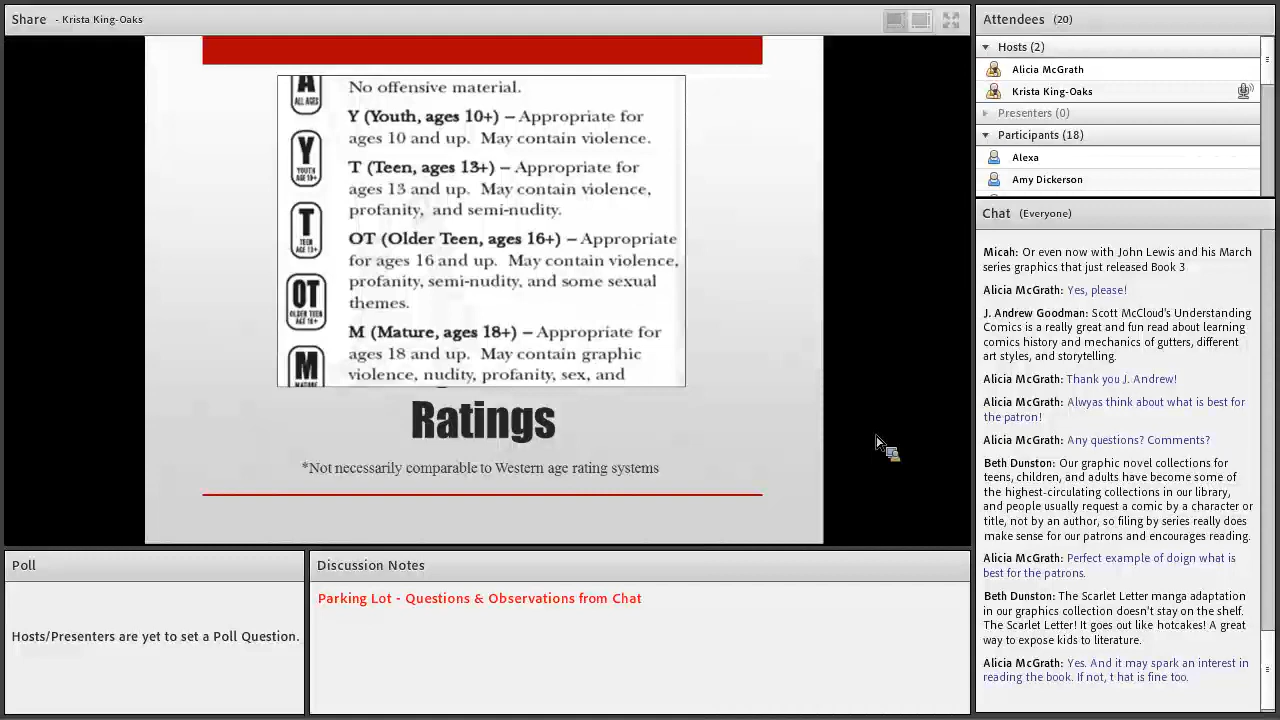 Share - Krista King-Oaks
A
ALL AGES
No offensive material.
Y
YOUTH
AGE 10+
Y (Youth, ages 10+) – Appropriate for
ages 10 and up. May contain violence.
T
TEEN
AGE 13+
T (Teen, ages 13+) – Appropriate for
ages 13 and up. May contain violence,
profanity, and semi-nudity.
OT
OLDER TEEN
AGE 16+
OT (Older Teen, ages 16+) – Appropriate
for ages 16 and up. May contain violence,
profanity, semi-nudity, and some sexual
themes.
M
MATURE
M (Mature, ages 18+) – Appropriate for
ages 18 and up. May contain graphic
violence, nudity, profanity, sex, and
Ratings
*Not necessarily comparable to Western age rating systems
Poll
Hosts/Presenters are yet to set a Poll Question.
Discussion Notes
Parking Lot - Questions & Observations from Chat
Attendees (20)
Hosts (2)
Alicia McGrath
Krista King-Oaks
Presenters (0)
Participants (18)
Alexa
Amy Dickerson
Chat (Everyone)
Micah: Or even now with John Lewis and his March
series graphics that just released Book 3
Alicia McGrath: Yes, please!
J. Andrew Goodman: Scott McCloud's Understanding
Comics is a really great and fun read about learning
comics history and mechanics of gutters, different
art styles, and storytelling.
Alicia McGrath: Thank you J. Andrew!
Alicia McGrath: Alwyas think about what is best for
the patron!
Alicia McGrath: Any questions? Comments?
Beth Dunston: Our graphic novel collections for
teens, children, and adults have become some of
the highest-circulating collections in our library,
and people usually request a comic by a character or
title, not by an author, so filing by series really does
make sense for our patrons and encourages reading.
Alicia McGrath: Perfect example of doign what is
best for the patrons.
Beth Dunston: The Scarlet Letter manga adaptation
in our graphics collection doesn't stay on the shelf.
The Scarlet Letter! It goes out like hotcakes! A great
way to expose kids to literature.
Alicia McGrath: Yes. And it may spark an interest in
reading the book. If not, t hat is fine too.